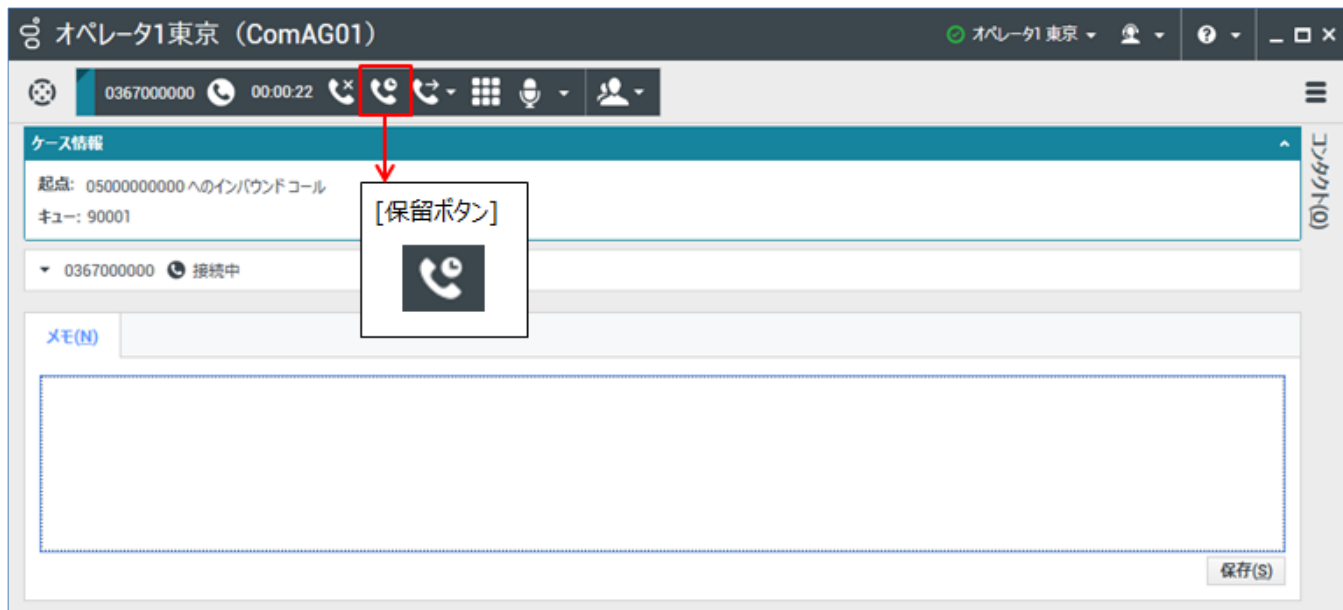 オペレータ1東京（ComAG01）
オペレータ1 東京
0367000000 00:00:22
ケース情報
起点: 05000000000 へのインバウンド コール
キュー: 90001
[保留ボタン]
0367000000 接続中
メモ(N)
保存(S)
コンタクト(O)